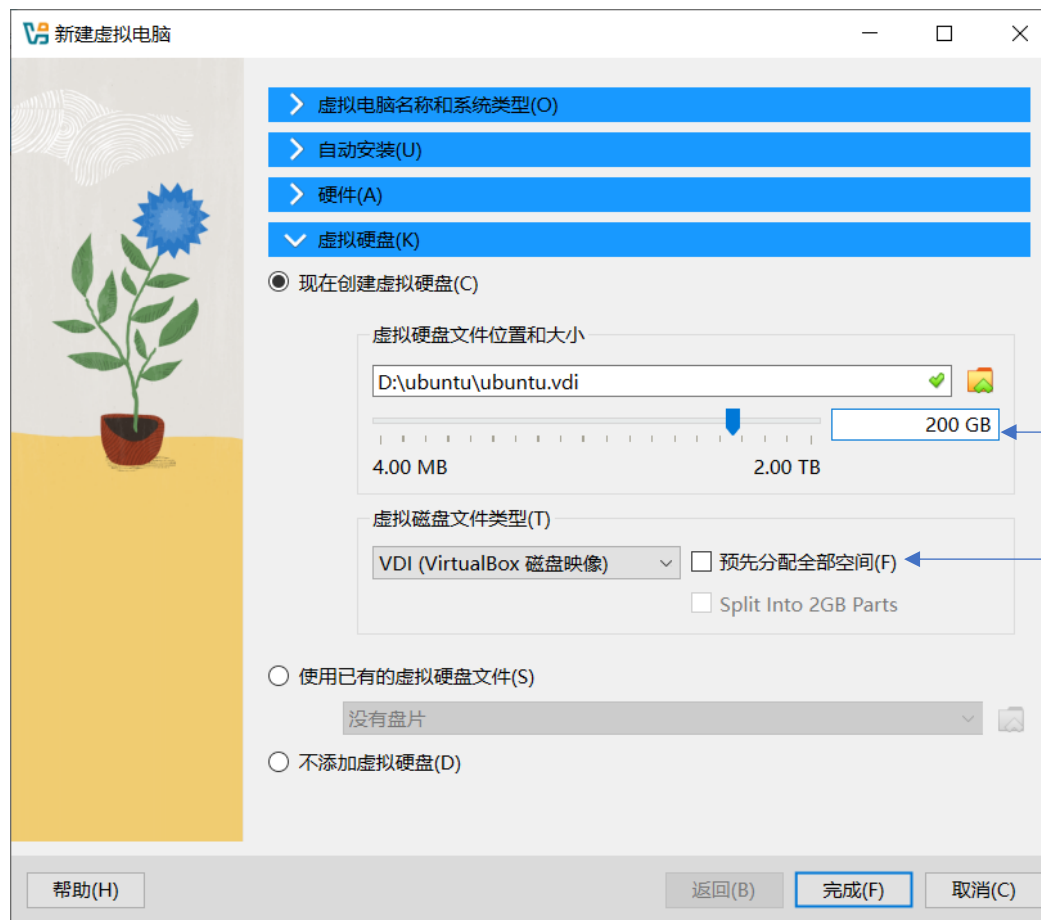 新建虚拟电脑
虚拟电脑名称和系统类型(O)
自动安装(U)
硬件(A)
虚拟硬盘(K)
现在创建虚拟硬盘(C)
虚拟硬盘文件位置和大小
D:\ubuntu\ubuntu.vdi
200 GB
4.00 MB 2.00 TB
虚拟磁盘文件类型(T)
VDI (VirtualBox 磁盘映像) 预先分配全部空间(F)
Split Into 2GB Parts
使用已有的虚拟硬盘文件(S)
没有盘片
不添加虚拟硬盘(D)
帮助(H) 返回(B) 完成(F) 取消(C)